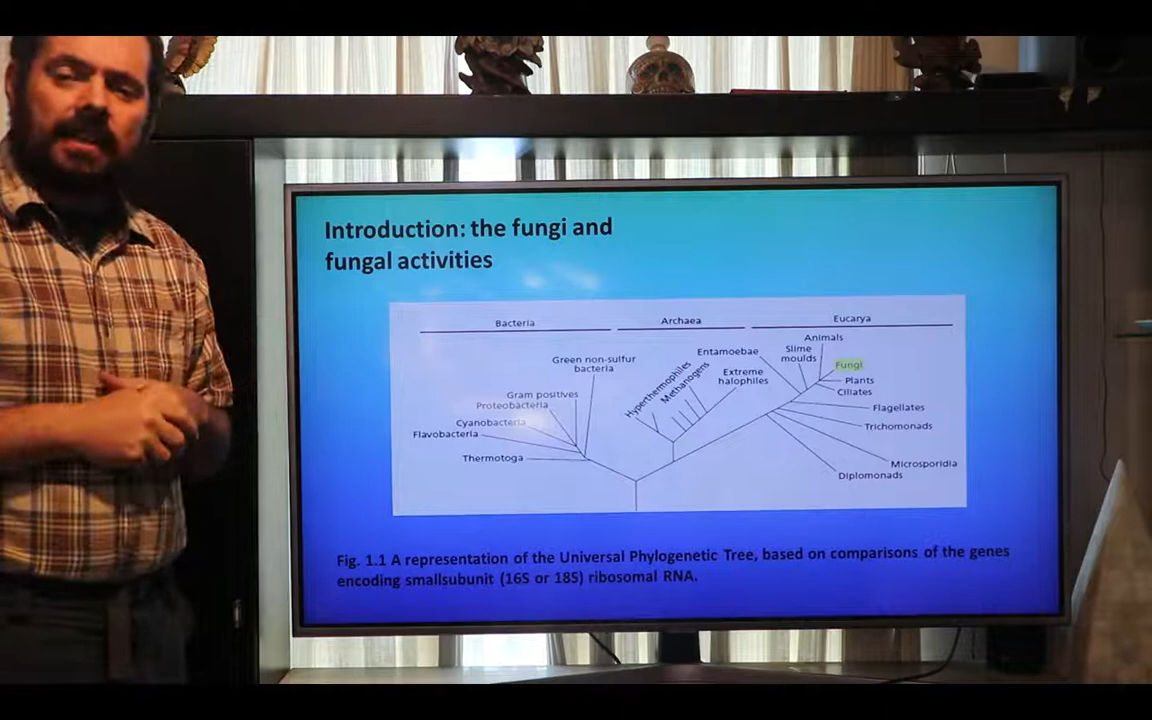 Introduction: the fungi and
fungal activities
Bacteria
Archaea
Eucarya
Animals
Slime
moulds
Entamoebae
Green non-sulfur
bacteria
Fungi
Extreme
halophiles
Hyperthermophiles
Methanogens
Plants
Ciliates
Gram positives
Proteobacteria
Flagellates
Cyanobacteria
Trichomonads
Flavobacteria
Thermotoga
Microsporidia
Diplomonads
Fig. 1.1 A representation of the Universal Phylogenetic Tree, based on comparisons of the genes
encoding smallsubunit (16S or 18S) ribosomal RNA.